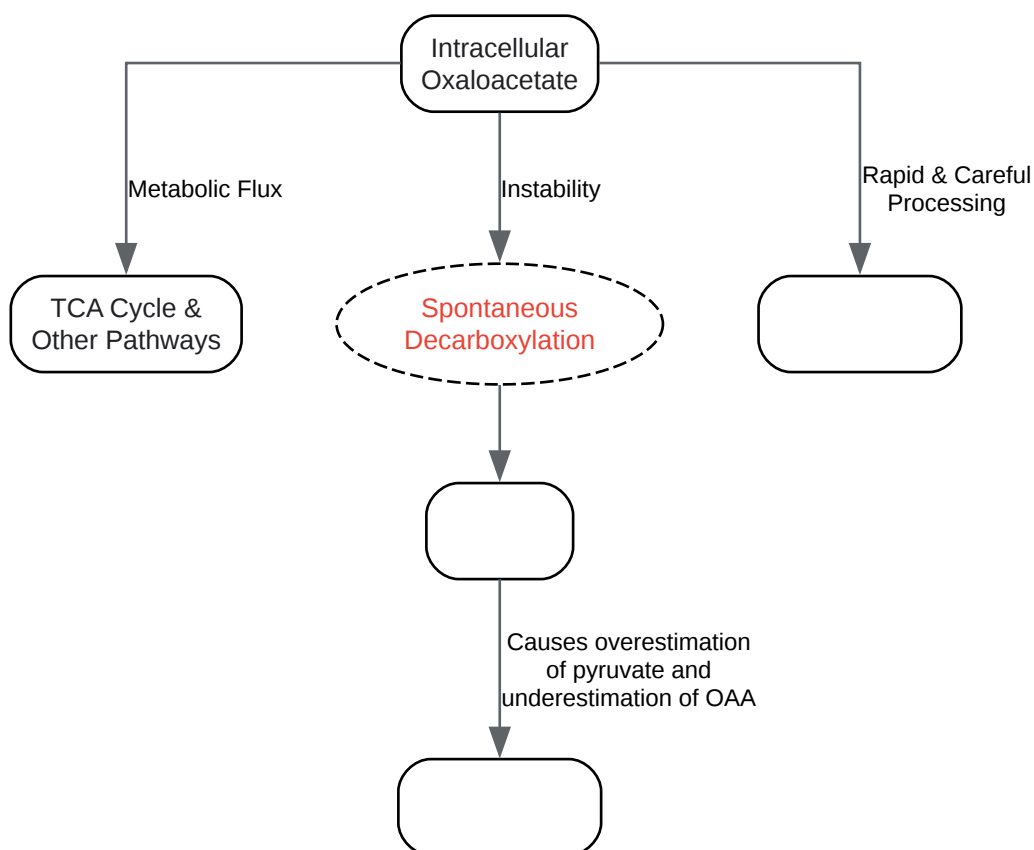 Intracellular
Oxaloacetate
Metabolic Flux
Instability
Rapid & Careful
Processing
TCA Cycle &
Other Pathways
Spontaneous
Decarboxylation
Causes overestimation
of pyruvate and
underestimation of OAA